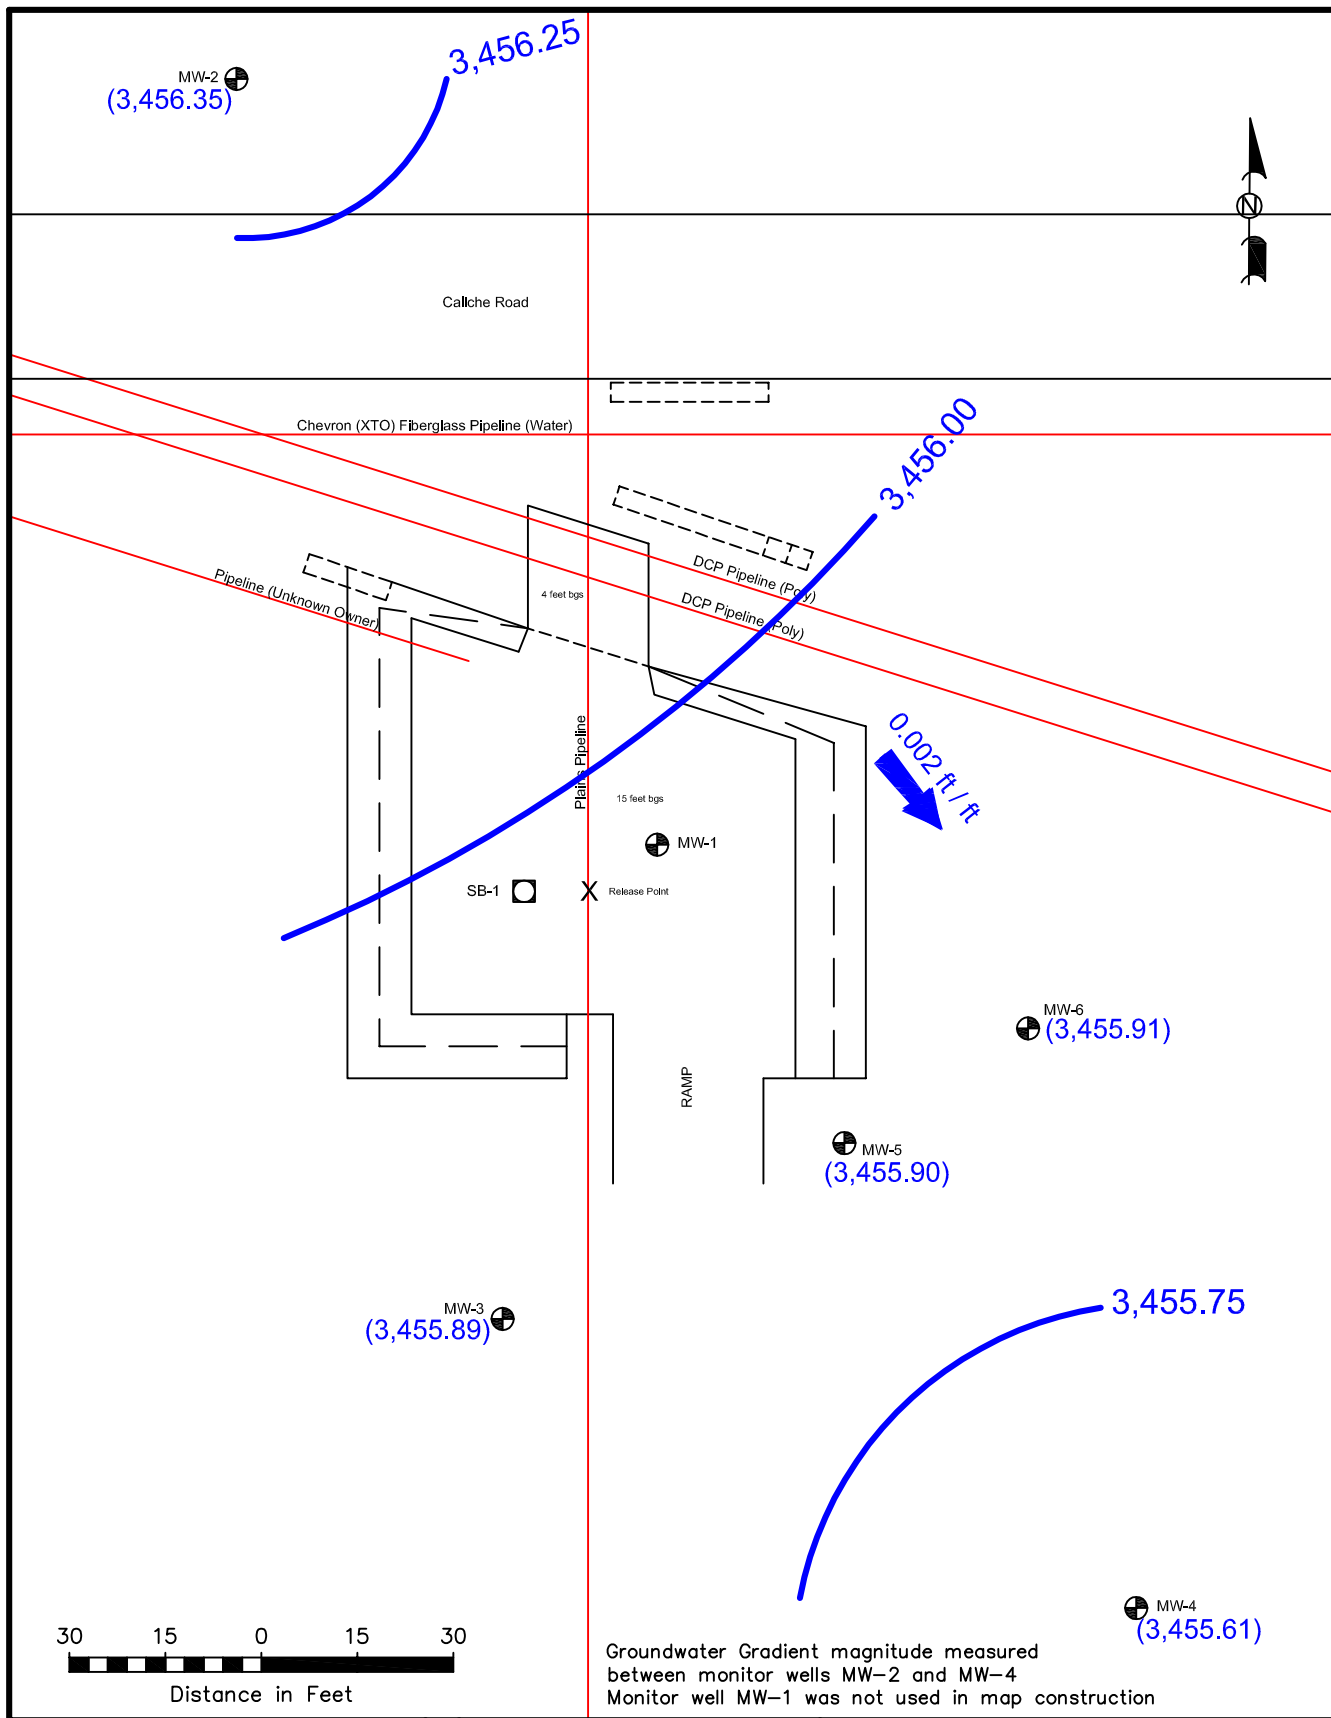 3,456.25
MW-2
(3,456.35)
N
Caliche Road
Chevron (XTO) Fiberglass Pipeline (Water)
3,456.00
DCP Pipeline (Poly)
DCP Pipeline (Poly)
4 feet bgs
Pipeline (Unknown Owner)
Plains Pipeline
0.002 ft / ft
15 feet bgs
MW-1
SB-1
X
Release Point
MW-6
(3,455.91)
RAMP
MW-5
(3,455.90)
MW-3
(3,455.89)
3,455.75
MW-4
(3,455.61)
30 15 0 15 30
Distance in Feet
Groundwater Gradient magnitude measured
between monitor wells MW-2 and MW-4
Monitor well MW-1 was not used in map construction